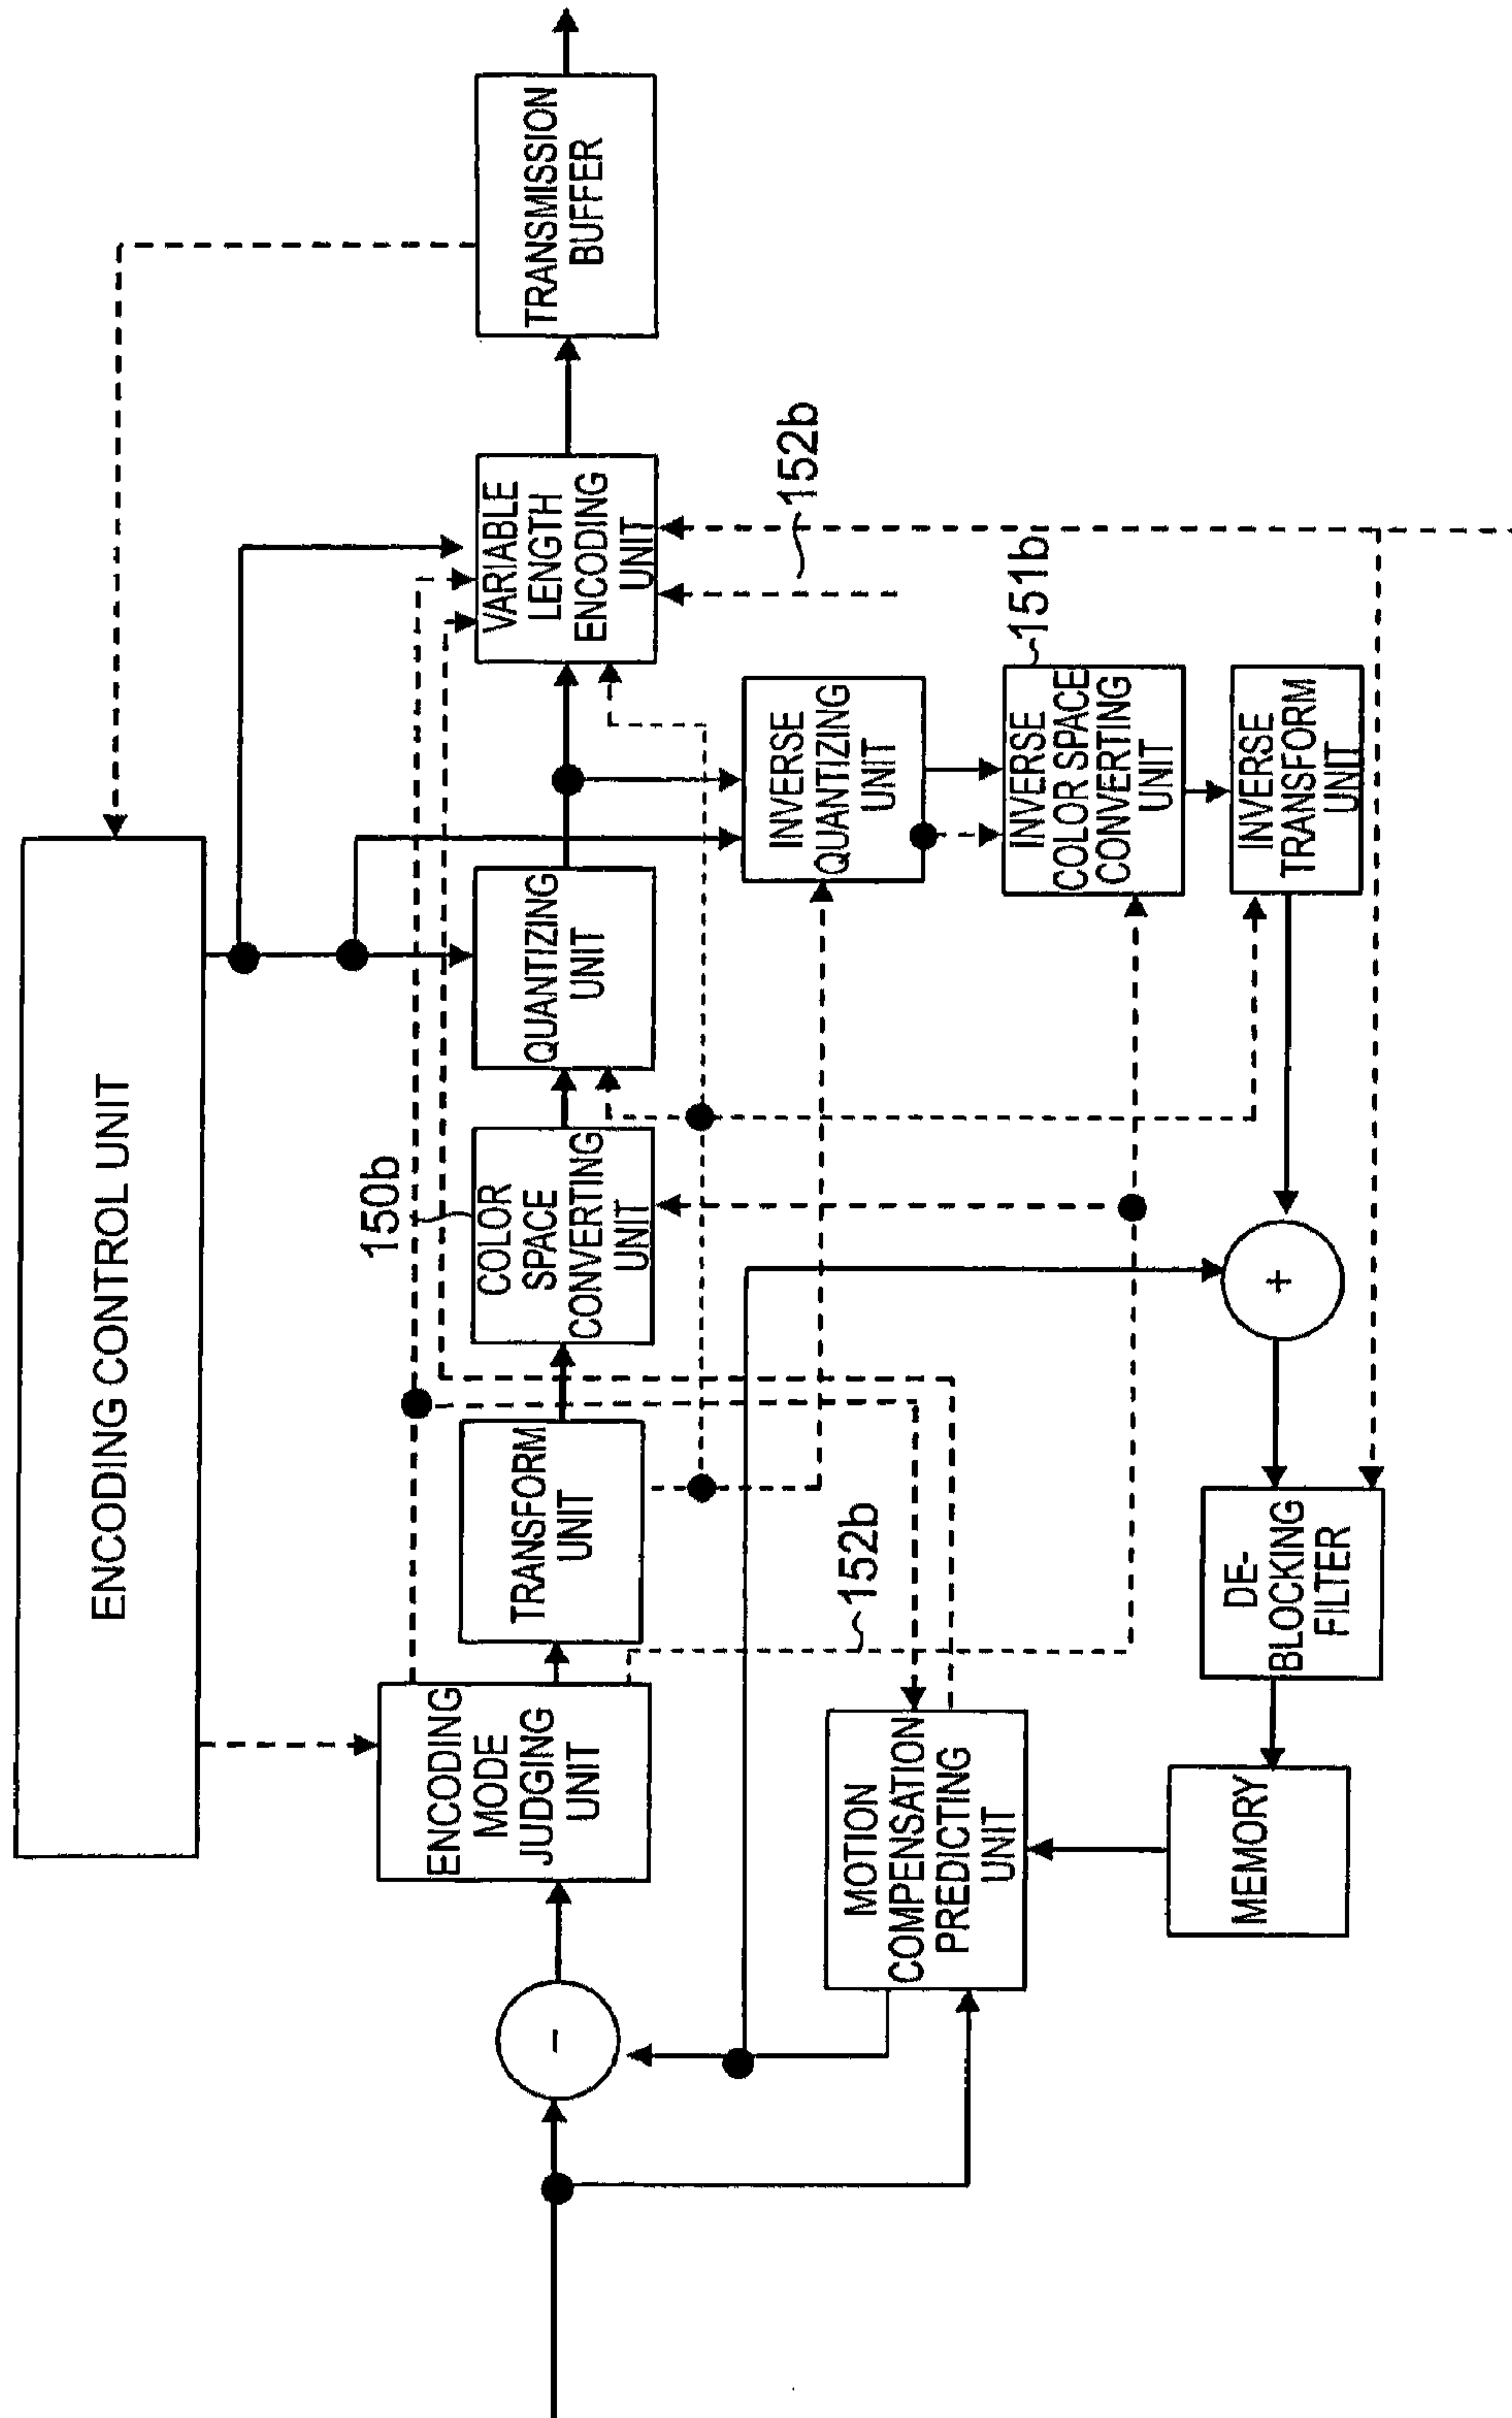 ENCODING CONTROL UNIT
TRANSMISSION
BUFFER
VARIABLE
LENGTH
ENCODING
UNIT
152b
150b
QUANTIZING
UNIT
COLOR
SPACE
CONVERTING
UNIT
TRANSFORM
UNIT
ENCODING
MODE
JUDGING
UNIT
-
INVERSE
QUANTIZING
UNIT
151b
INVERSE
COLOR SPACE
CONVERTING
UNIT
INVERSE
TRANSFORM
UNIT
152b
+
MOTION
COMPENSATION
PREDICTING
UNIT
DE-
BLOCKING
FILTER
MEMORY